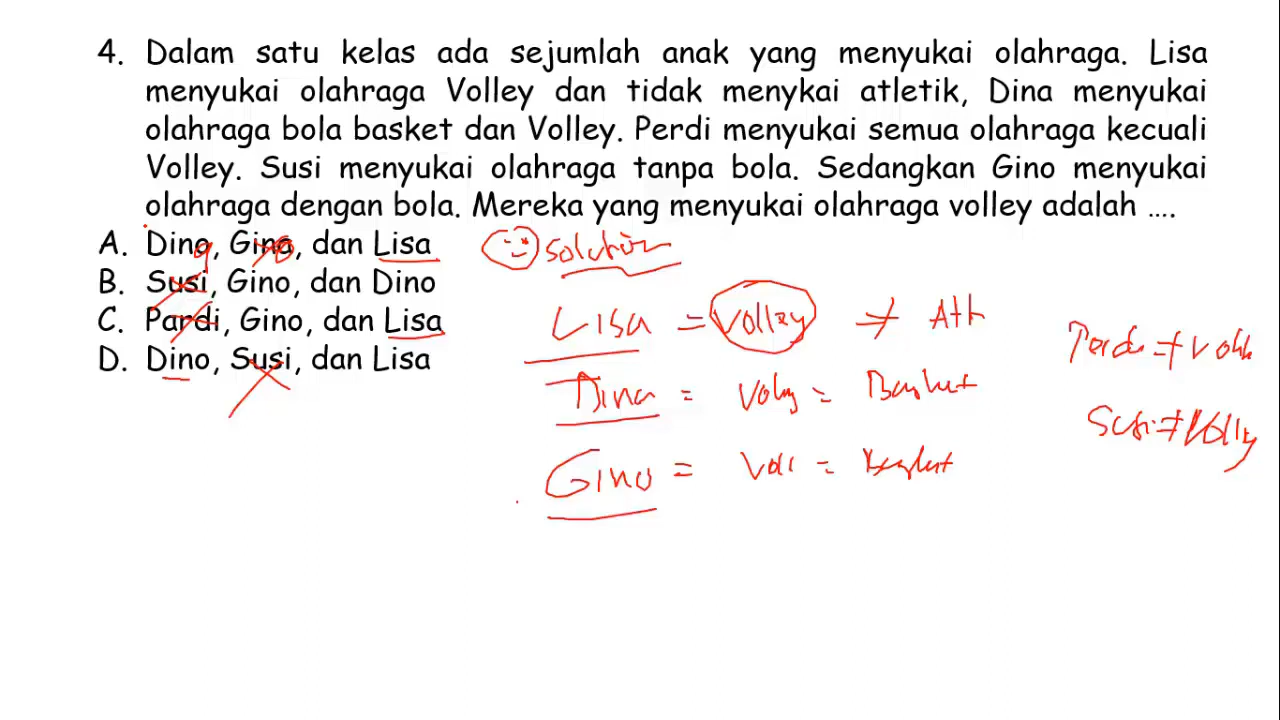 4. Dalam satu kelas ada sejumlah anak yang menyukai olahraga. Lisa
menyukai olahraga Volley dan tidak menykai atletik, Dina menyukai
olahraga bola basket dan Volley. Perdi menyukai semua olahraga kecuali
Volley. Susi menyukai olahraga tanpa bola. Sedangkan Gino menyukai
olahraga dengan bola. Mereka yang menyukai olahraga volley adalah ....
A. Dina, Gino, dan Lisa
solution
B. Susi, Gino, dan Dino
C. Pardi, Gino, dan Lisa
Lisa = Volley ≠ Ath
D. Dino, Susi, dan Lisa
Perdi ≠
Dina = Volly = Basket
Susi ≠ Volly
Gino = Voli = Basket